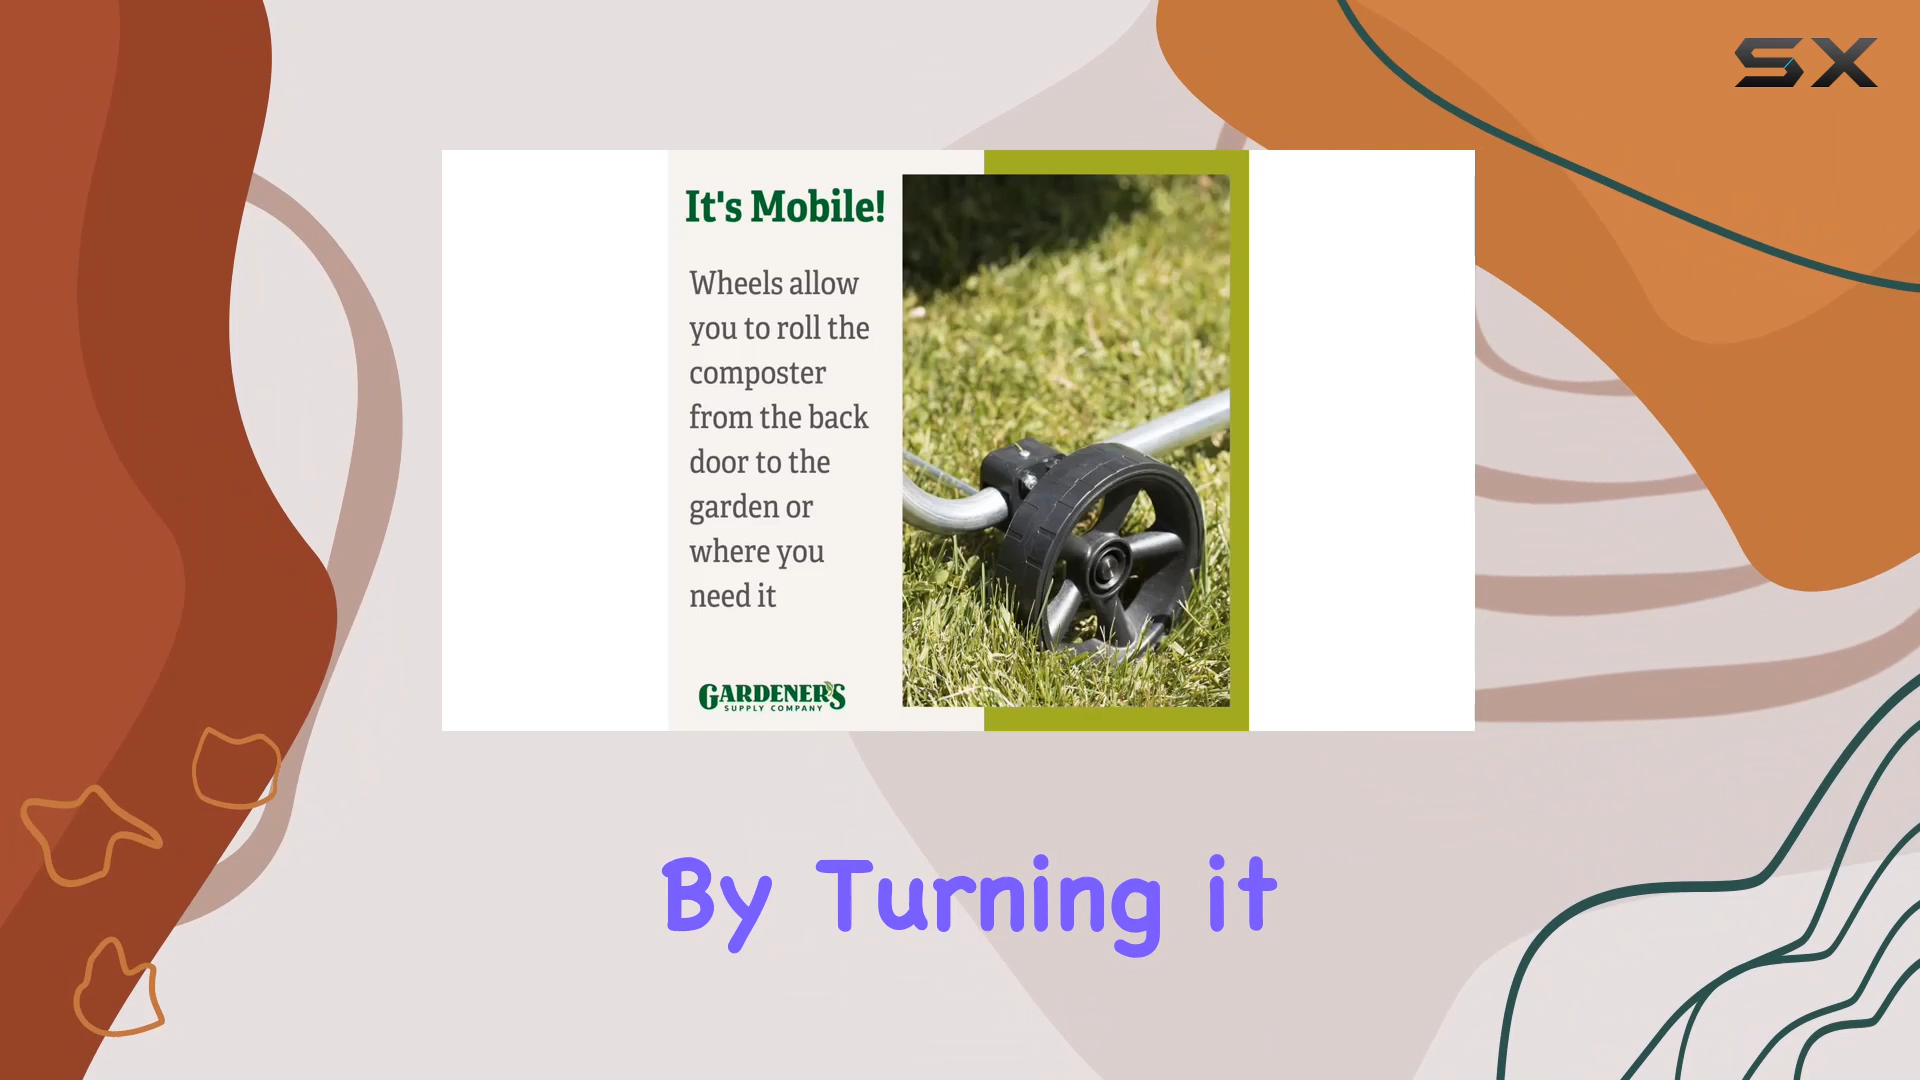 SX
It's Mobile!
Wheels allow
you to roll the
composter
from the back
door to the
garden or
where you
need it
GARDENER'S
SUPPLY COMPANY
By Turning it